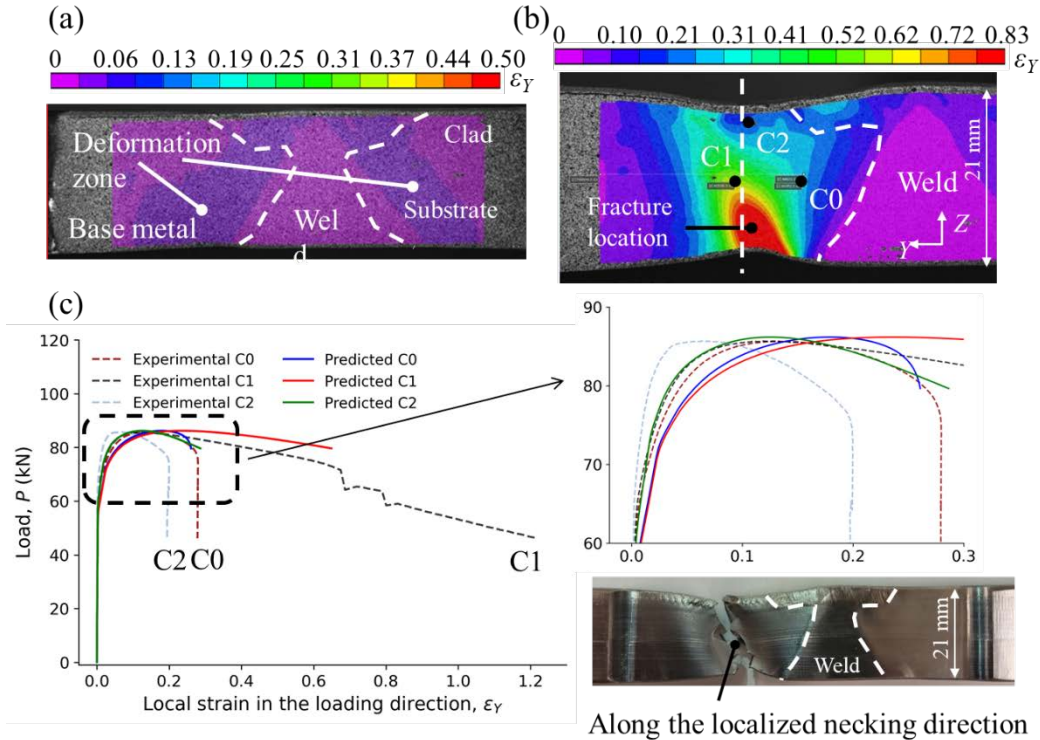 (a)
0 0.06 0.13 0.19 0.25 0.31 0.37 0.44 0.50
ε_Y
Deformation
zone
Clad
Wel
d
Substrate
Base metal
(b)
0 0.10 0.21 0.31 0.41 0.52 0.62 0.72 0.83
ε_Y
C2
C1
C0
Fracture
location
Weld
Z
Y
21 mm
(c)
Load, P (kN)
120
100
80
60
40
20
0
Experimental C0
Experimental C1
Experimental C2
Predicted C0
Predicted C1
Predicted C2
C2 C0
C1
0.0 0.2 0.4 0.6 0.8 1.0 1.2
Local strain in the loading direction, ε_Y
90
80
70
60
0.0 0.1 0.2 0.3
Weld
21 mm
Along the localized necking direction